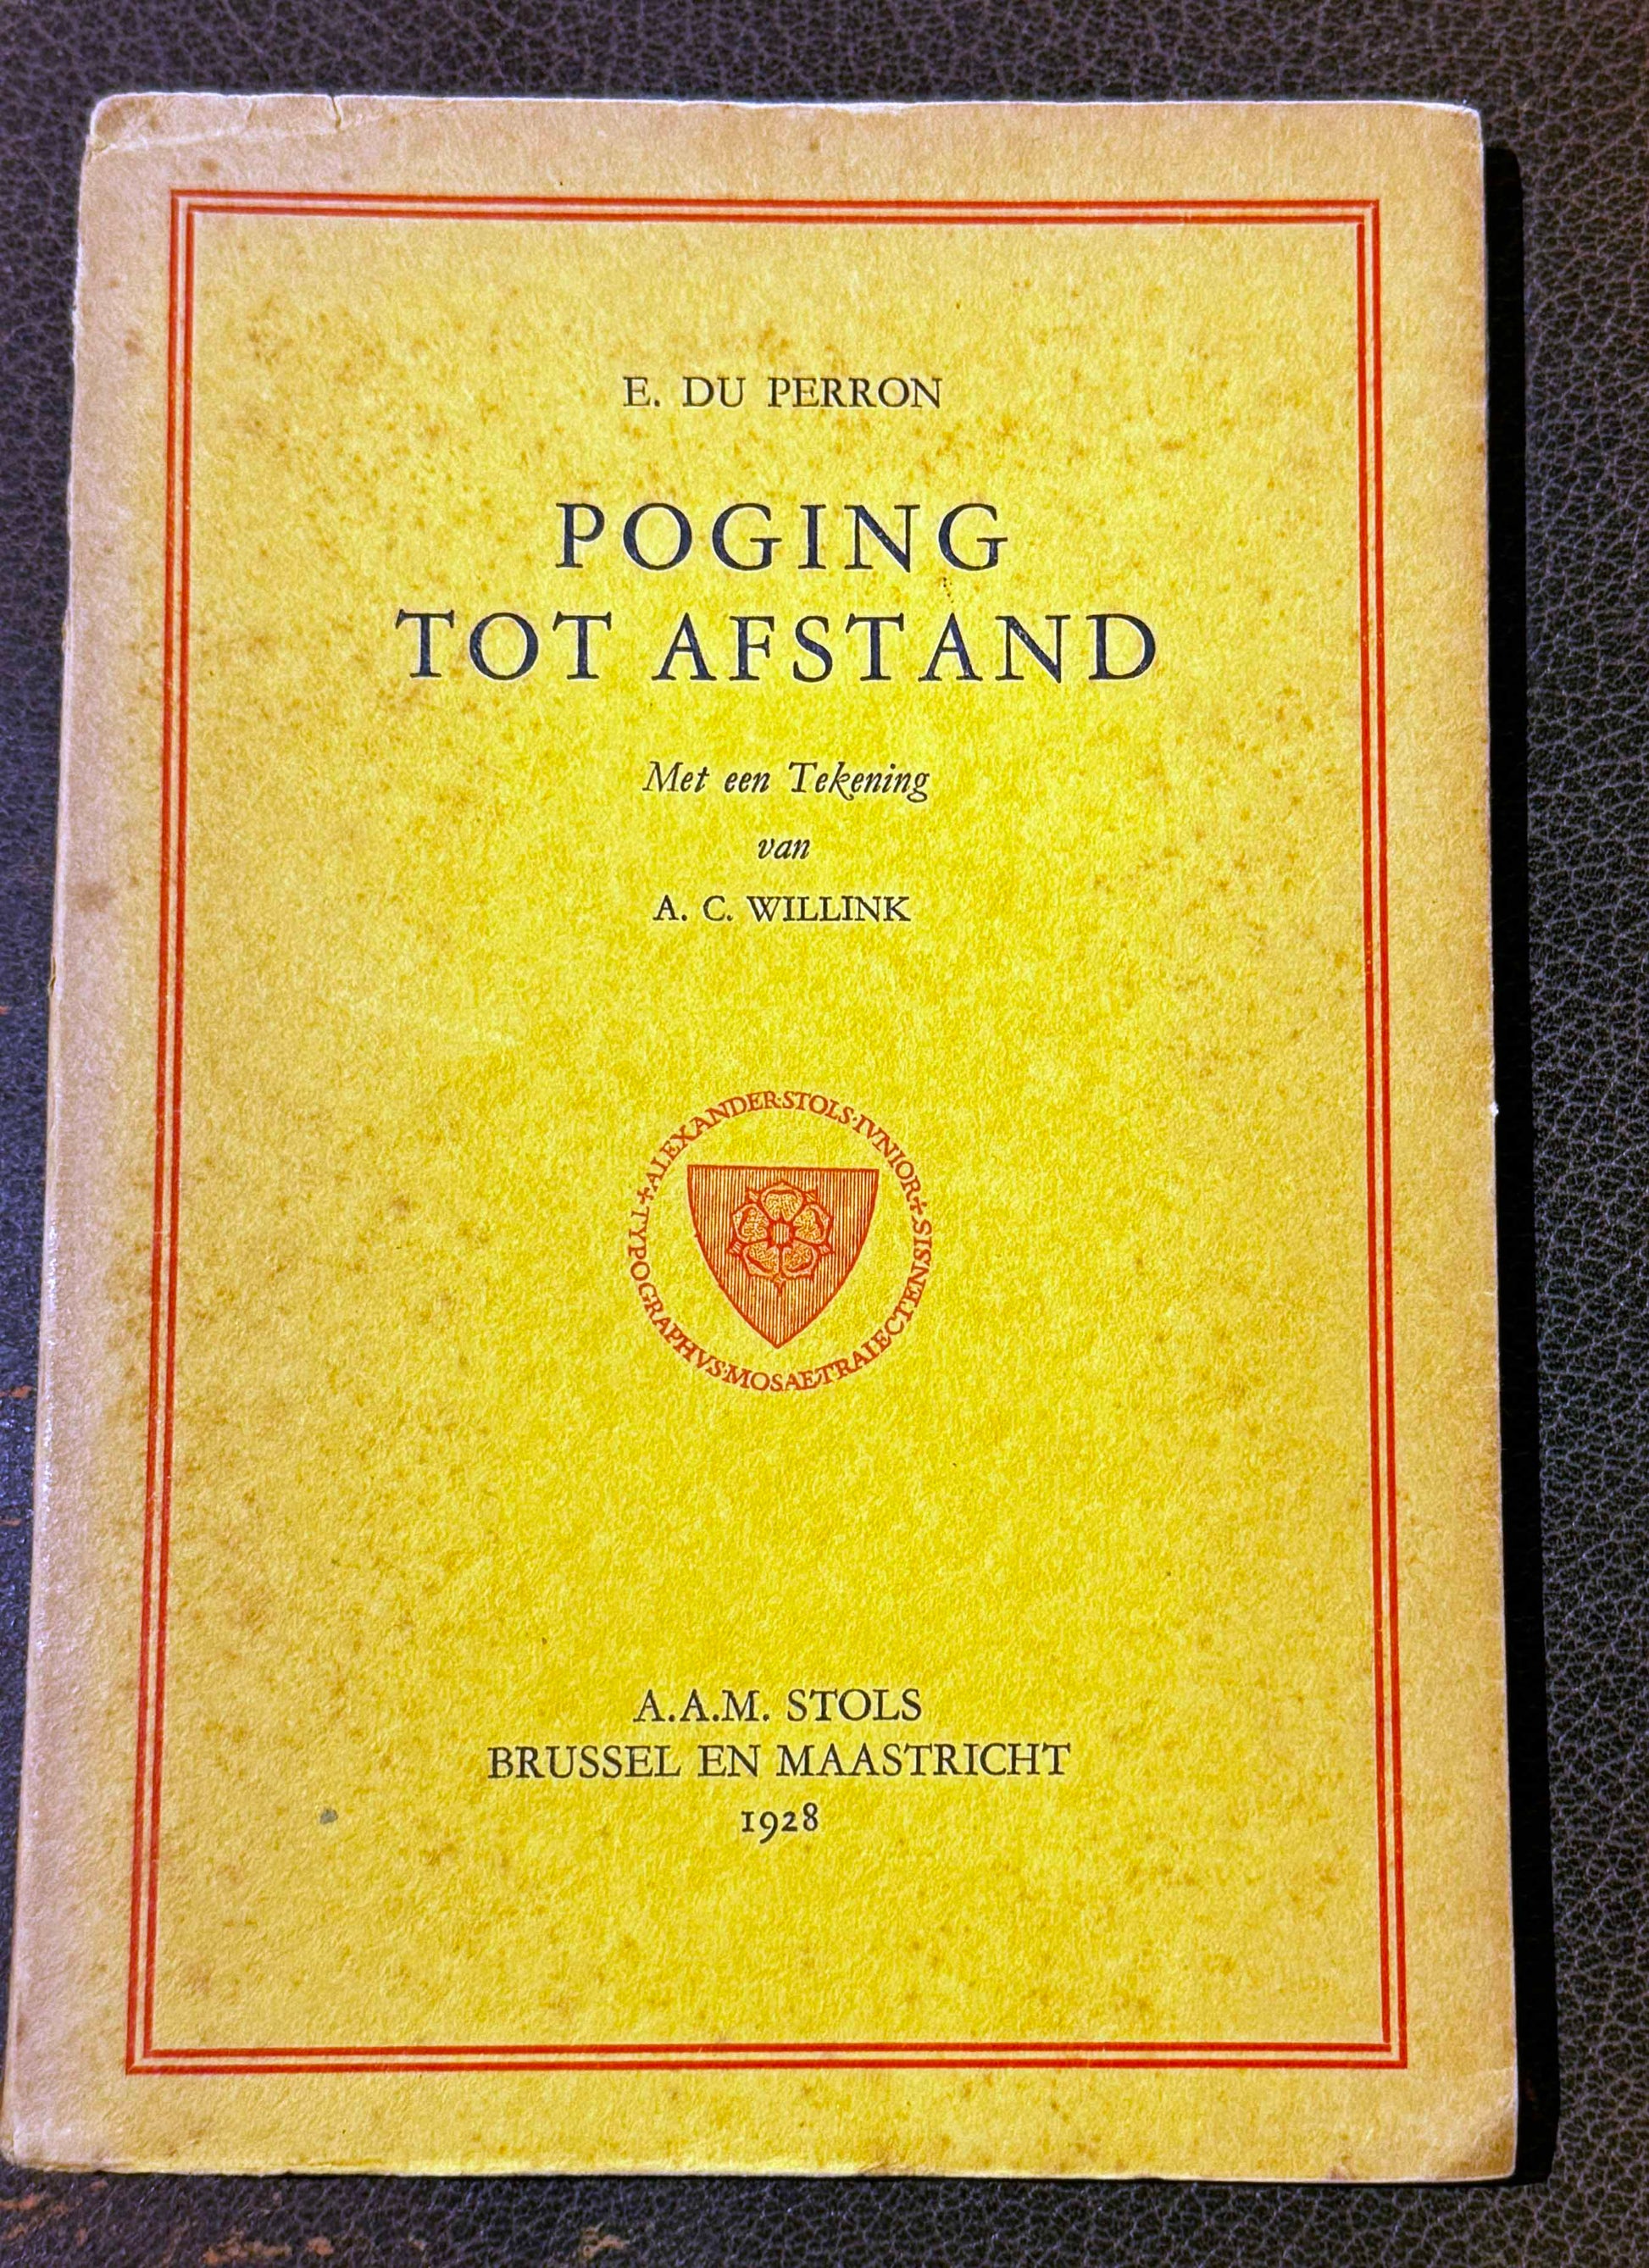 E. DU PERRON
POGING
TOT AFSTAND
Met een Tekening
van
A. C. WILLINK
ALEXANDER·STOLS·IVNIOR+SISENSIS
TYPOGRAPHVS·MOSAETRAIECTENSIS+
A.A.M. STOLS
BRUSSEL EN MAASTRICHT
1928